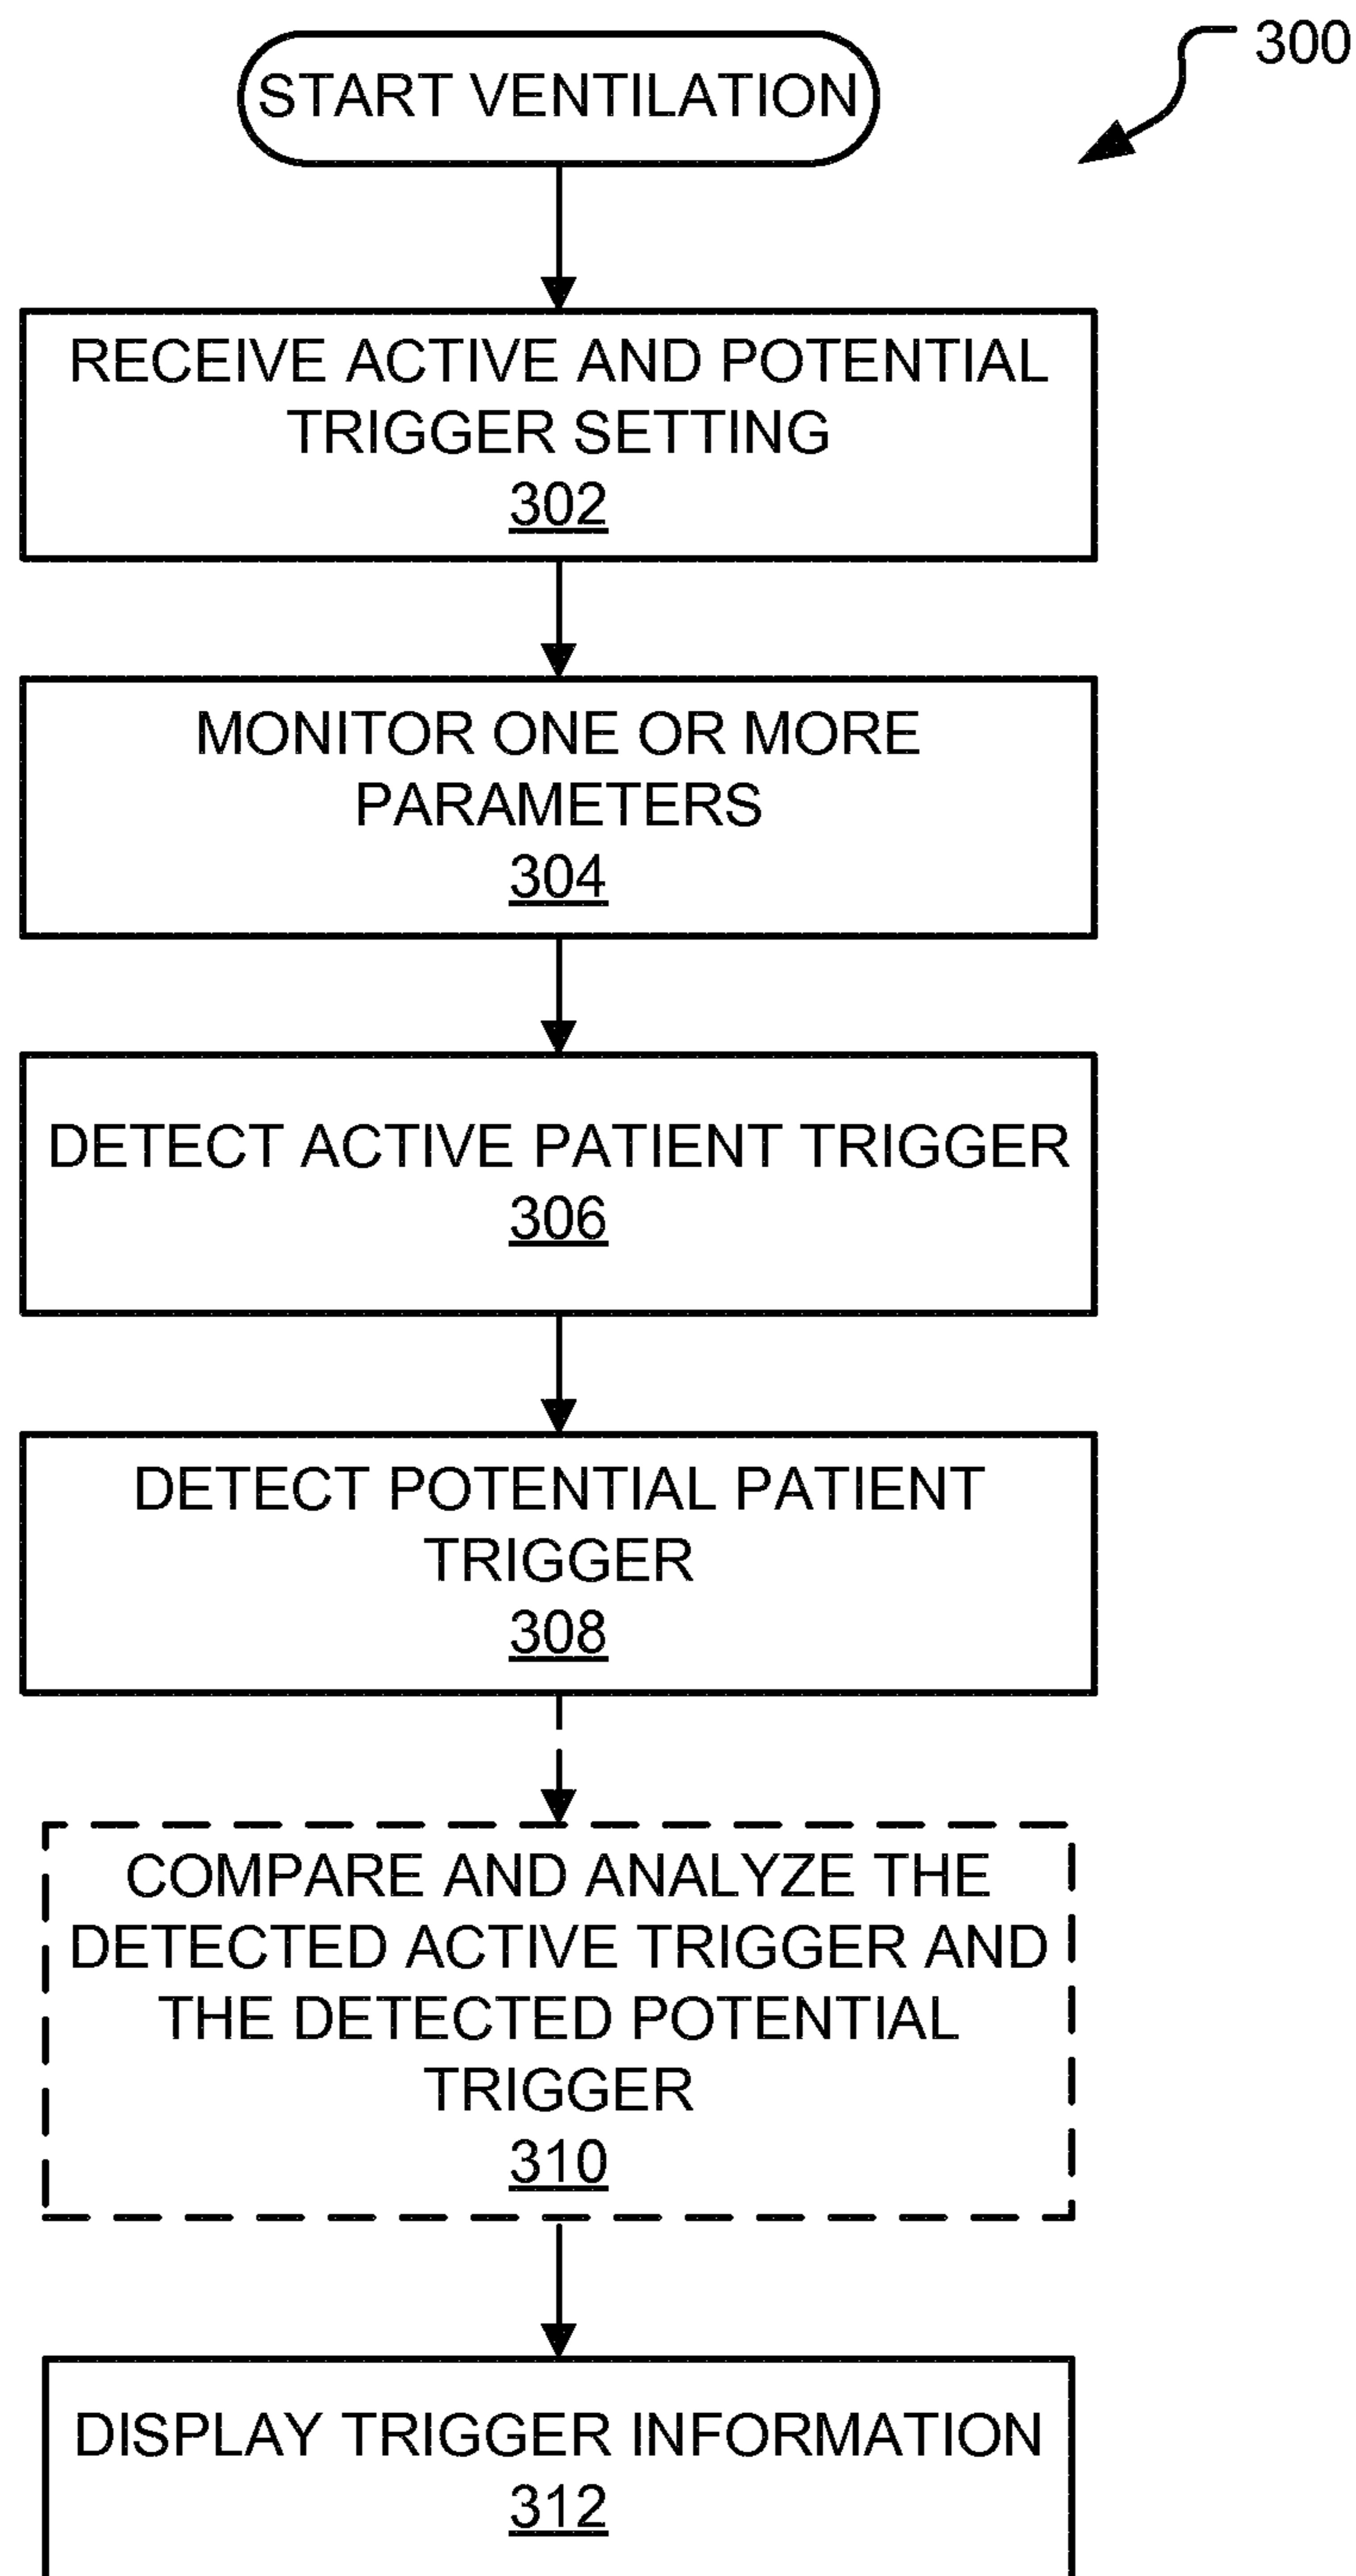 300
START VENTILATION
RECEIVE ACTIVE AND POTENTIAL
TRIGGER SETTING
302
MONITOR ONE OR MORE
PARAMETERS
304
DETECT ACTIVE PATIENT TRIGGER
306
DETECT POTENTIAL PATIENT
TRIGGER
308
COMPARE AND ANALYZE THE
DETECTED ACTIVE TRIGGER AND
THE DETECTED POTENTIAL
TRIGGER
310
DISPLAY TRIGGER INFORMATION
312